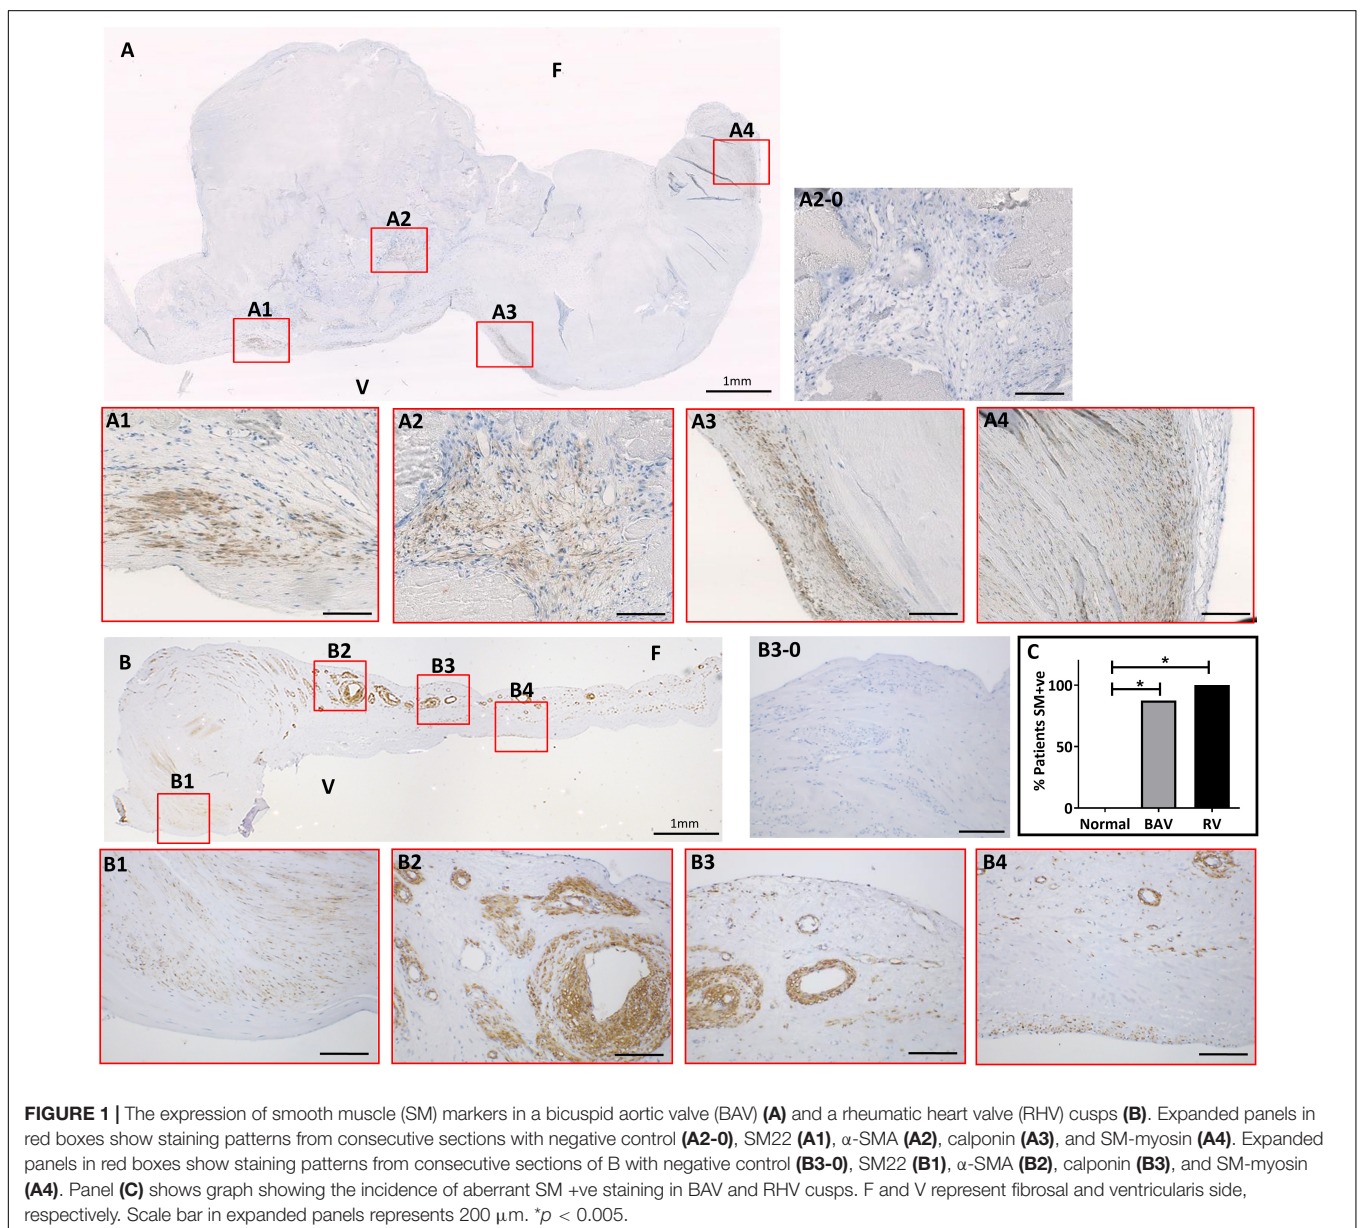 A
F
A4
A2-0
A2
A1
A3
V
1mm
A1
A2
A3
A4
B
B2
B3
B4
F
B1
V
1mm
B3-0
C
*
*
% Patients SM+ve
100
50
0
Normal BAV RV
B1
B2
B3
B4
FIGURE 1 | The expression of smooth muscle (SM) markers in a bicuspid aortic valve (BAV) (A) and a rheumatic heart valve (RHV) cusps (B). Expanded panels in
red boxes show staining patterns from consecutive sections with negative control (A2-0), SM22 (A1), α-SMA (A2), calponin (A3), and SM-myosin (A4). Expanded
panels in red boxes show staining patterns from consecutive sections of B with negative control (B3-0), SM22 (B1), α-SMA (B2), calponin (B3), and SM-myosin
(A4). Panel (C) shows graph showing the incidence of aberrant SM +ve staining in BAV and RHV cusps. F and V represent fibrosal and ventricularis side,
respectively. Scale bar in expanded panels represents 200 μm. *p < 0.005.